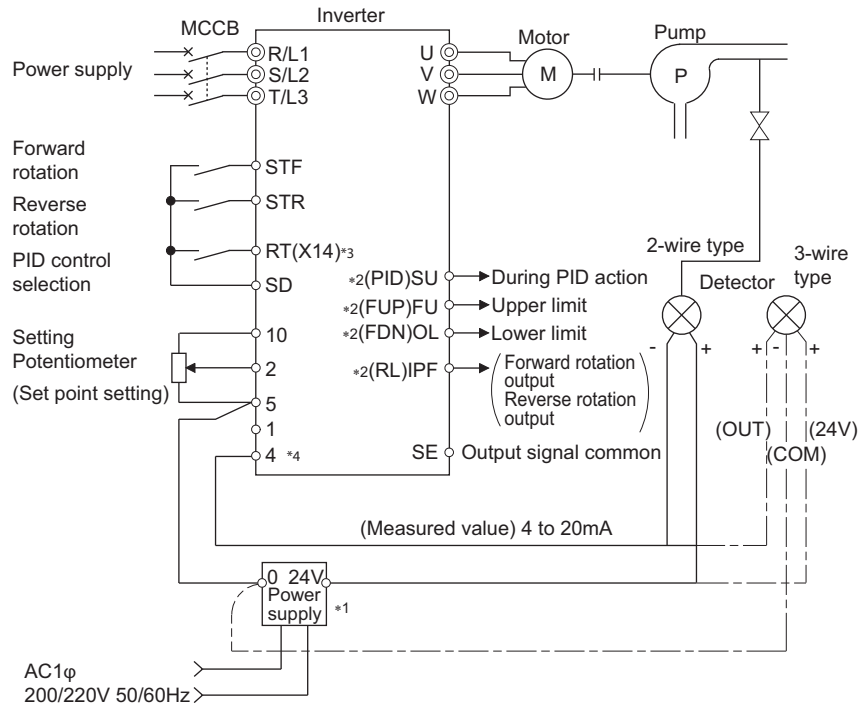 Inverter
MCCB
Motor
Pump
Power supply
R/L1
S/L2
T/L3
U
V
W
M
P
Forward
rotation
STF
Reverse
rotation
STR
PID control
selection
RT(X14)*3
SD
2-wire type
Detector
3-wire
type
*2(PID)SU
During PID action
*2(FUP)FU
Upper limit
*2(FDN)OL
Lower limit
*2(RL)IPF
Forward rotation
output
Reverse rotation
output
- +
+ - +
Setting
Potentiometer
(Set point setting)
10
2
5
1
4 *4
SE
Output signal common
(OUT)
(24V)
(COM)
(Measured value) 4 to 20mA
0 24V
Power
supply
*1
AC1φ
200/220V 50/60Hz